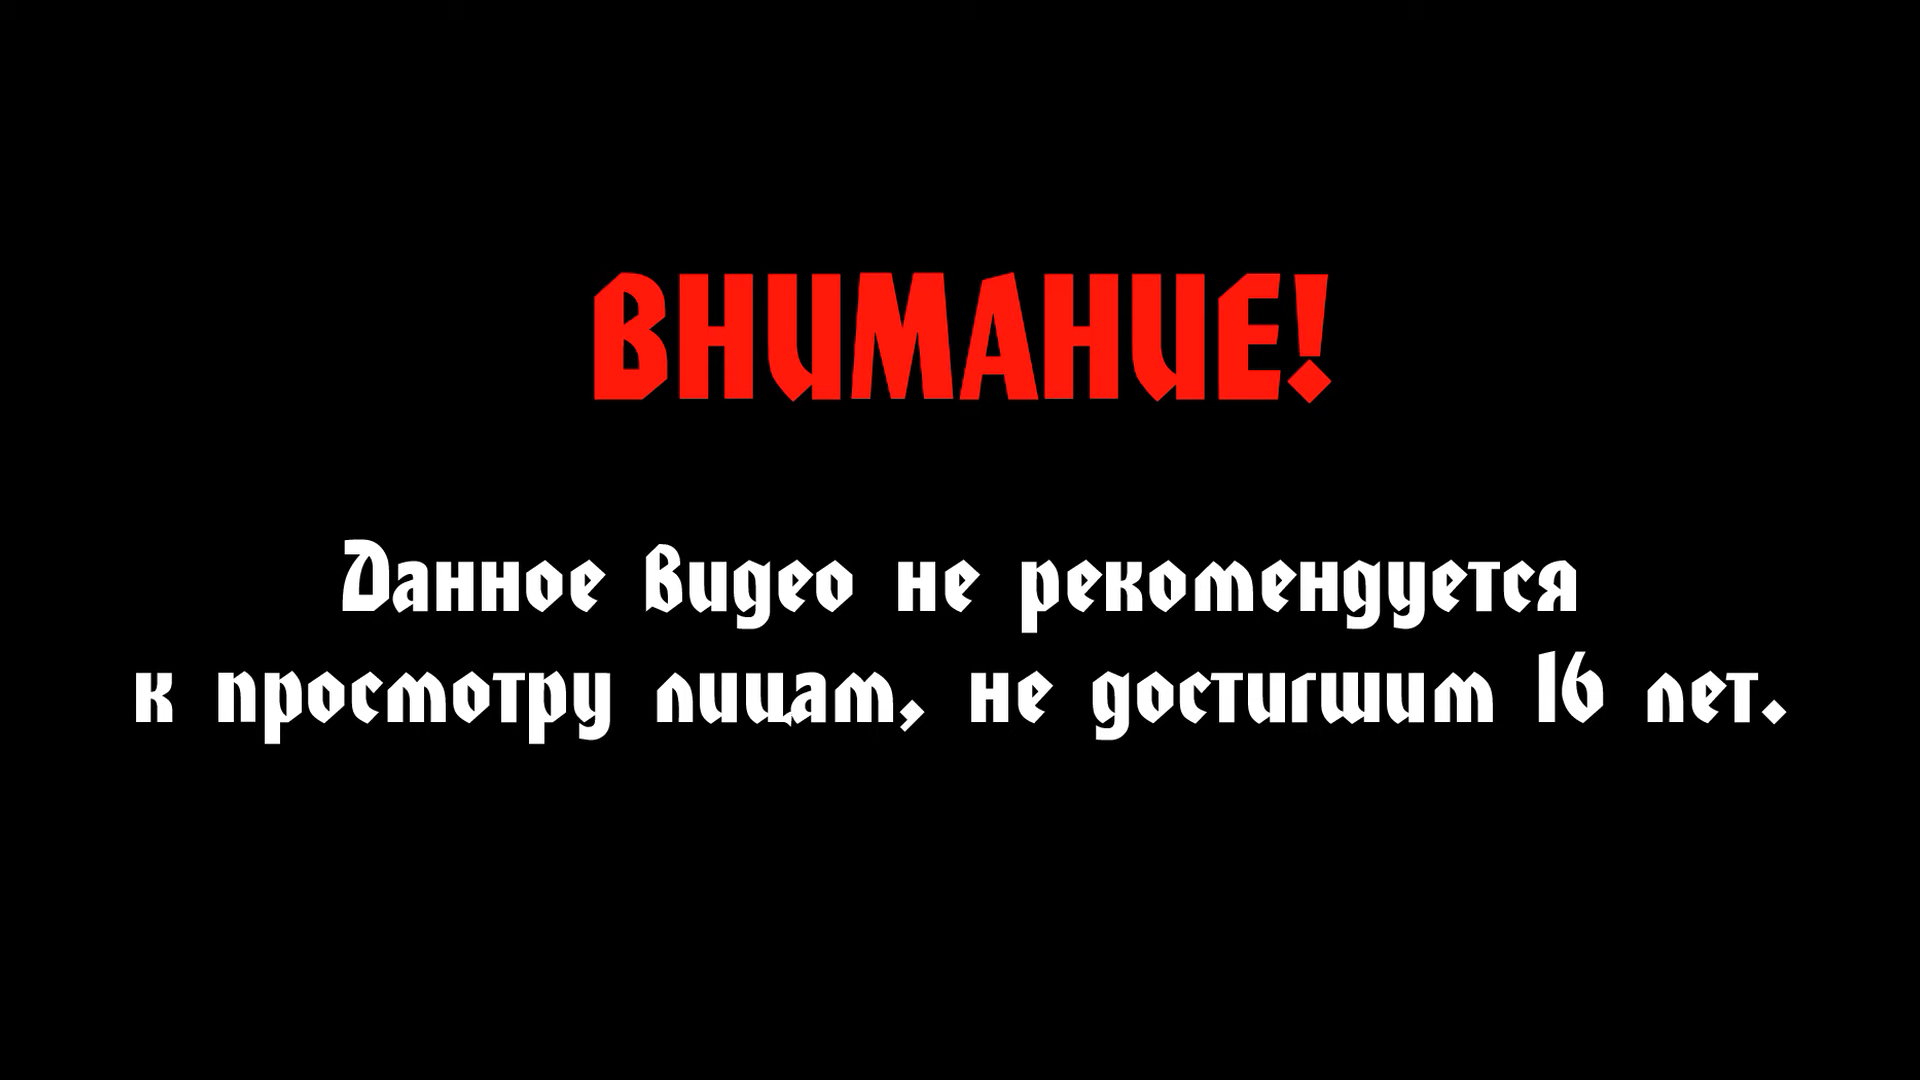 ВНИМАНИЕ!
Данное видео не рекомендуется
к просмотру лицам, не достигшим 16 лет.